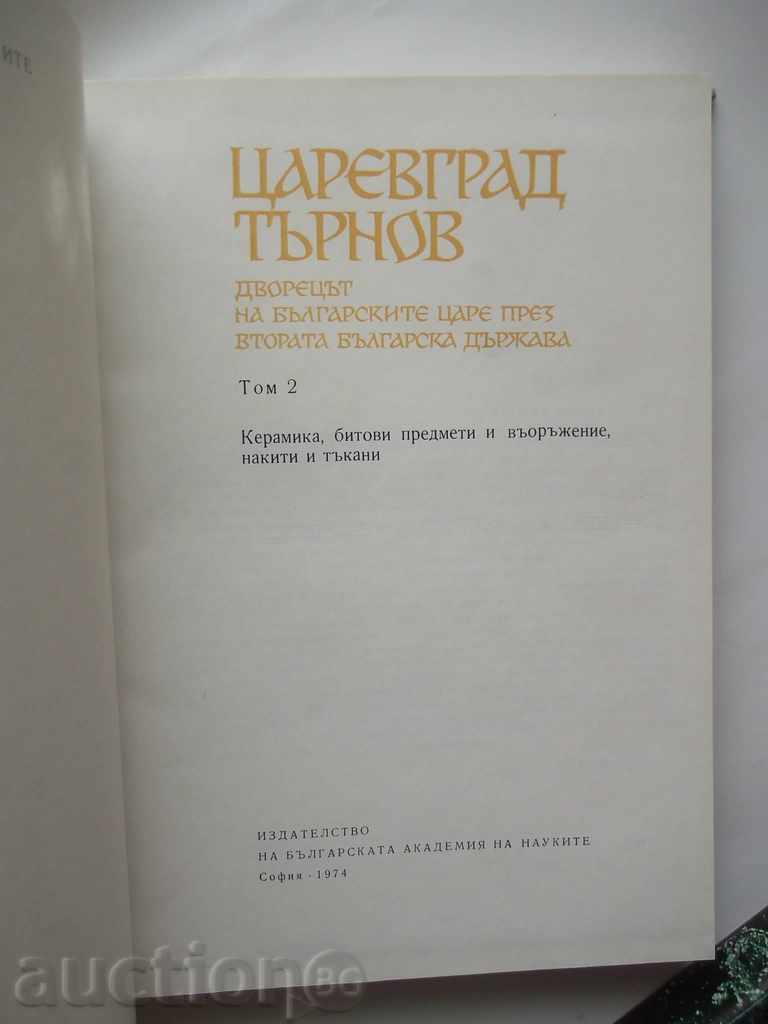 ЦАРЕВГРАД
ТЪРНОВ
ДВОРЕЦЪТ
НА БЪЛГАРСКИТЕ ЦАРЕ ПРЕЗ
ВТОРАТА БЪЛГАРСКА ДЪРЖАВА
Том 2
Керамика, битови предмети и въоръжение,
накити и тъкани
ИЗДАТЕЛСТВО
НА БЪЛГАРСКАТА АКАДЕМИЯ НА НАУКИТЕ
София · 1974
auction